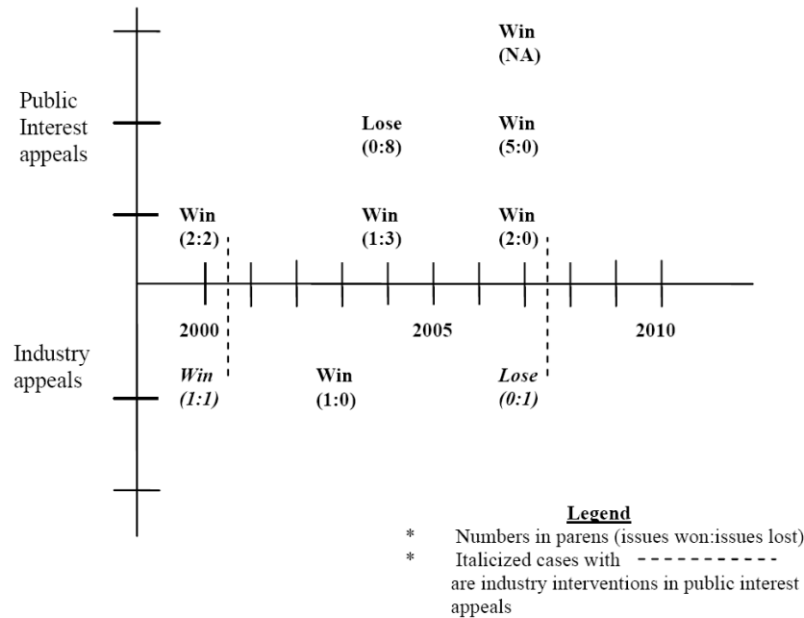 Win
(NA)
Public
Interest
appeals
Lose
(0:8)
Win
(5:0)
Win
(2:2)
Win
(1:3)
Win
(2:0)
2000
2005
2010
Industry
appeals
Win
(1:1)
Win
(1:0)
Lose
(0:1)
Legend
* Numbers in parens (issues won:issues lost)
* Italicized cases with
are industry interventions in public interest
appeals